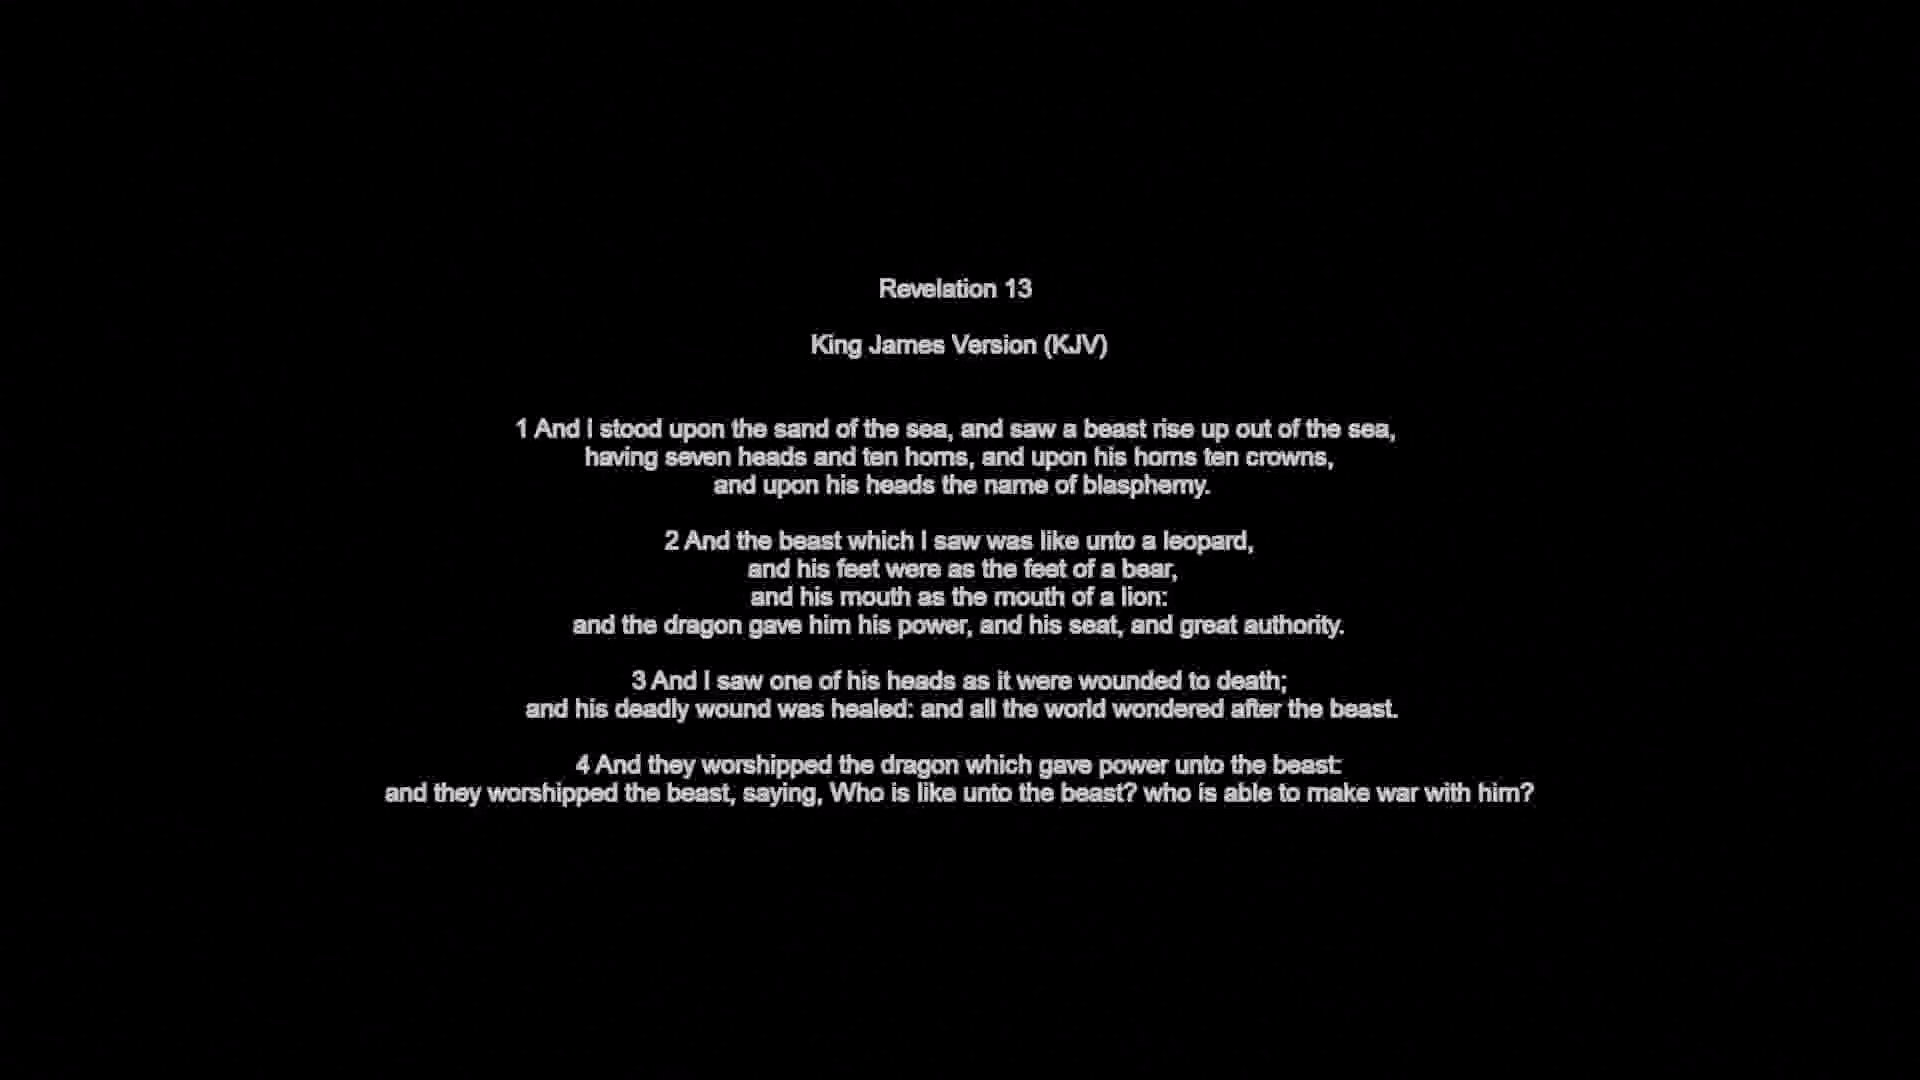 Revelation 13
King James Version (KJV)
1 And I stood upon the sand of the sea, and saw a beast rise up out of the sea,
having seven heads and ten horns, and upon his horns ten crowns,
and upon his heads the name of blasphemy.
2 And the beast which I saw was like unto a leopard,
and his feet were as the feet of a bear,
and his mouth as the mouth of a lion:
and the dragon gave him his power, and his seat, and great authority.
3 And I saw one of his heads as it were wounded to death;
and his deadly wound was healed: and all the world wondered after the beast.
4 And they worshipped the dragon which gave power unto the beast:
and they worshipped the beast, saying, Who is like unto the beast? who is able to make war with him?